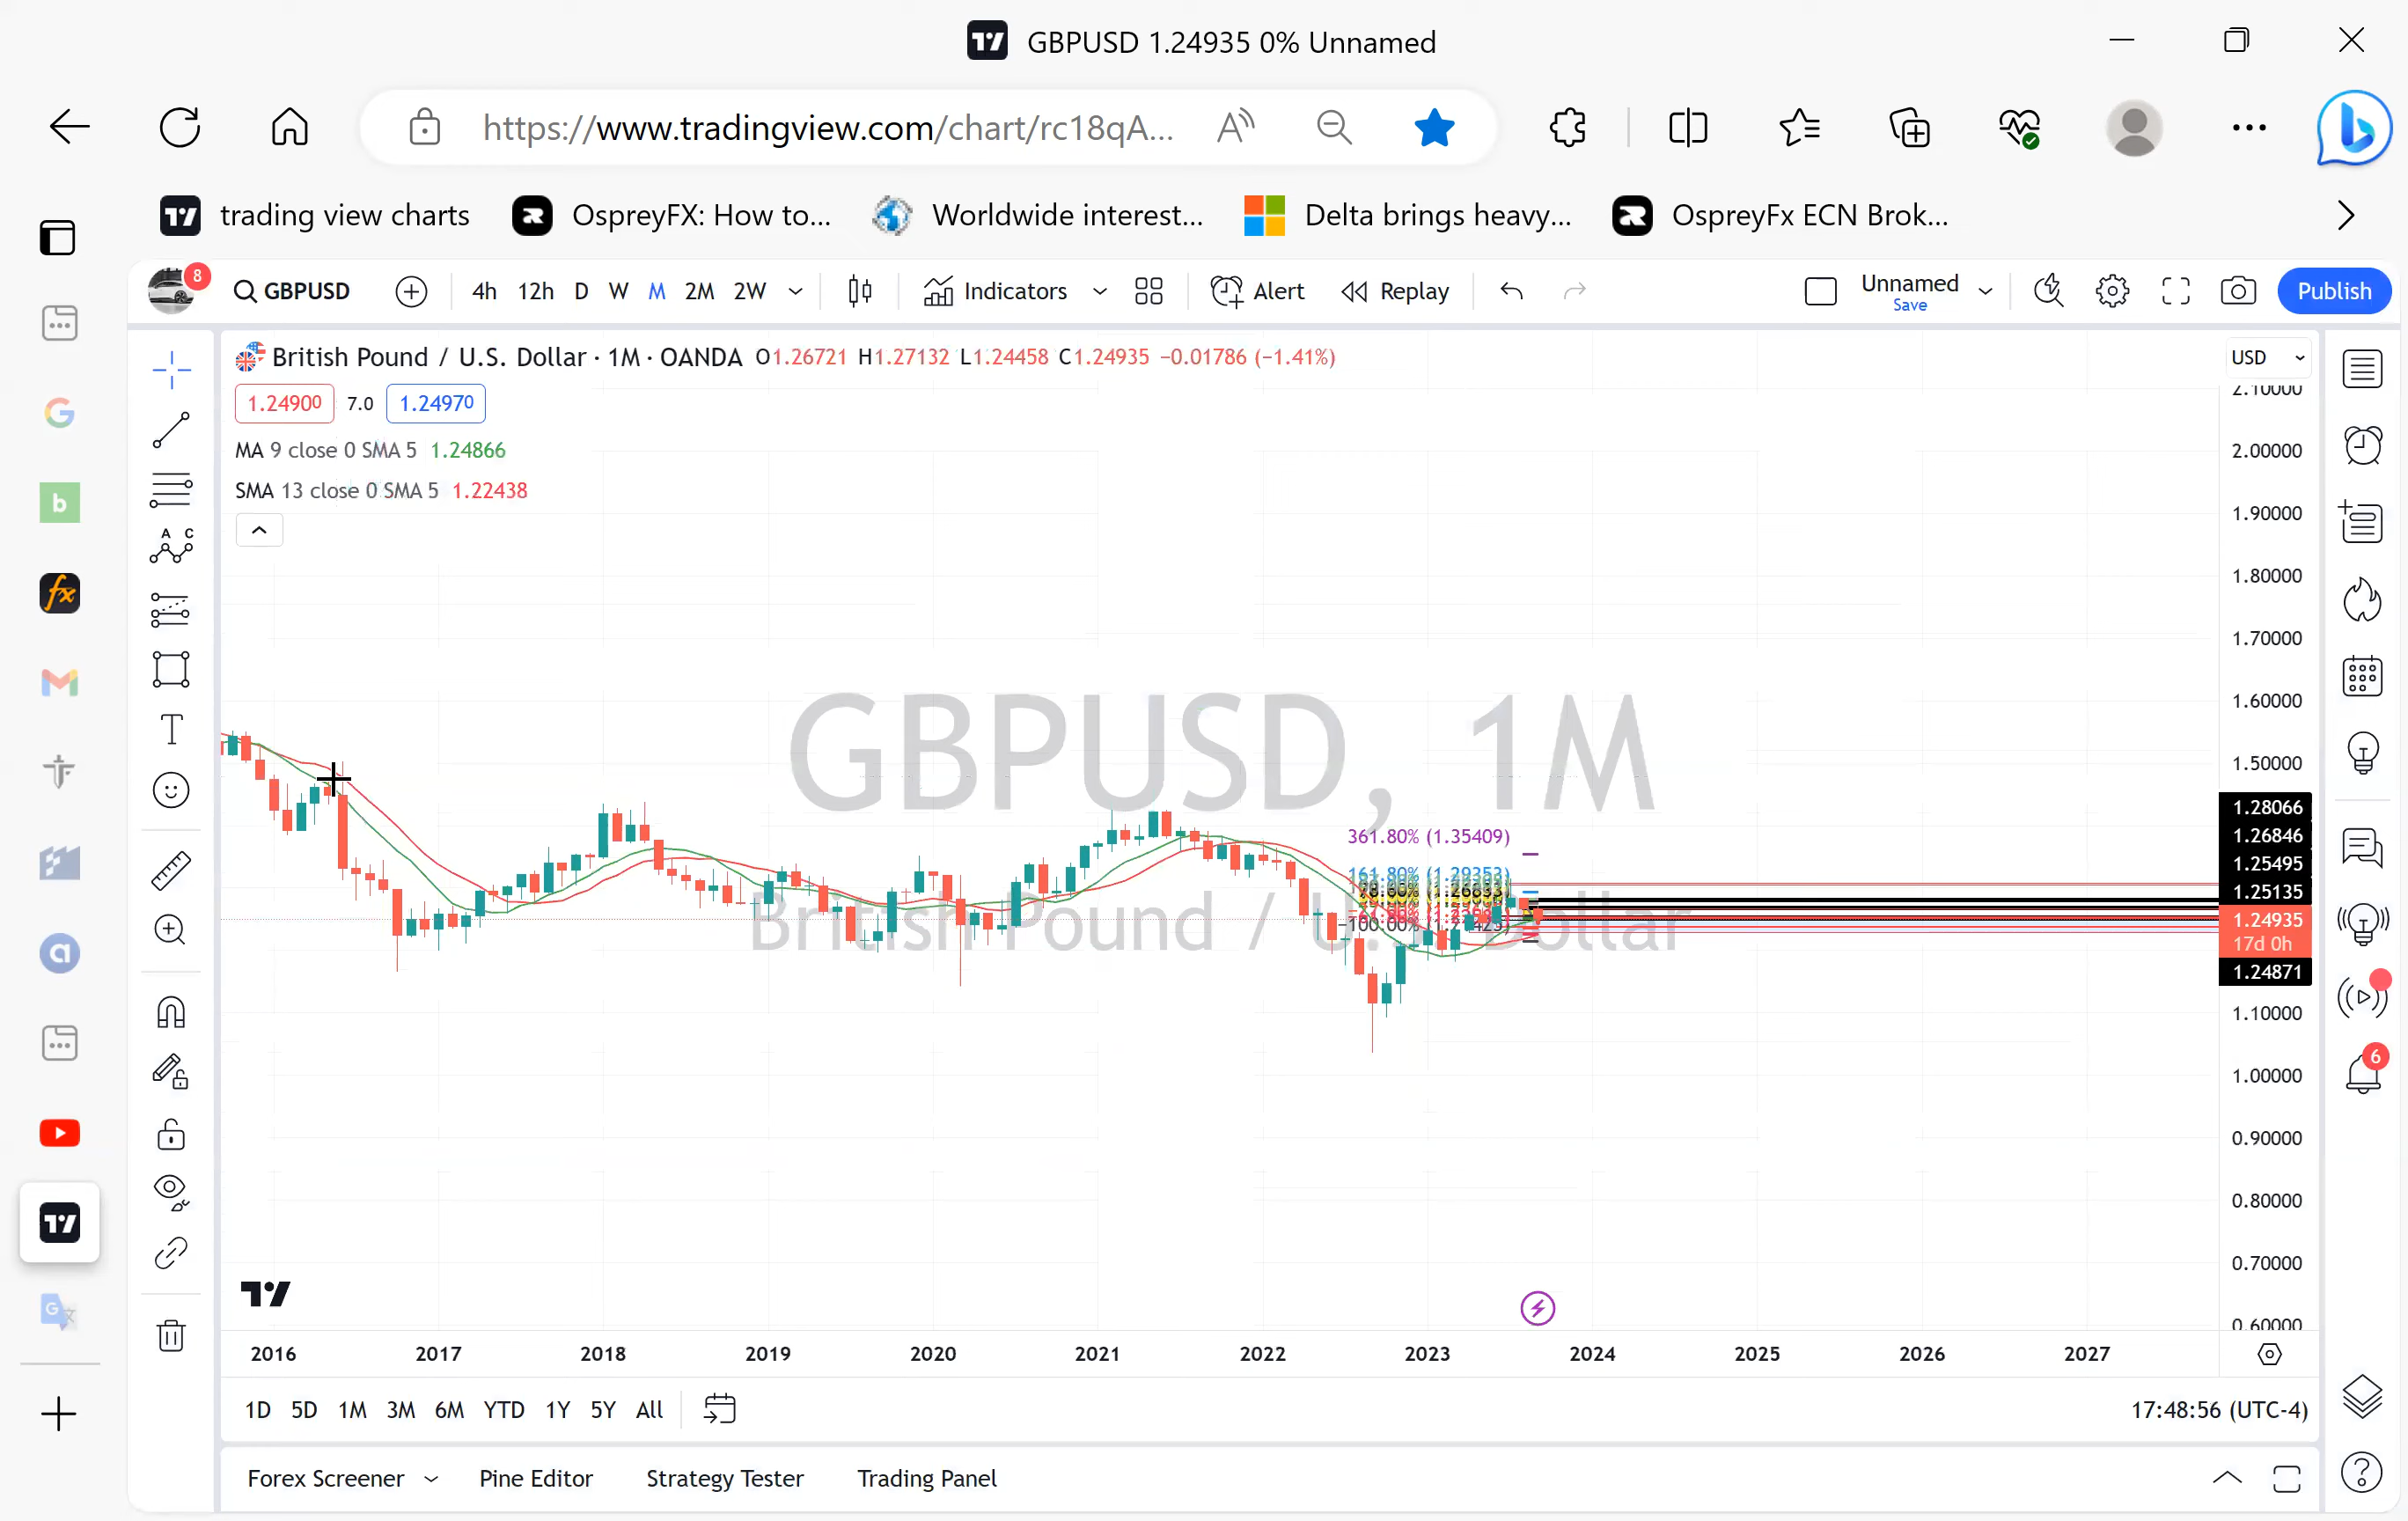 GBPUSD 1.24935 0% Unnamed
https://www.tradingview.com/chart/rc18qA...
trading view charts OspreyFX: How to... Worldwide interest... Delta brings heavy... OspreyFx ECN Brok...
8 GBPUSD 4h 12h D W M 2M 2W Indicators Alert Replay Unnamed Save Publish
British Pound / U.S. Dollar · 1M · OANDA O1.26721 H1.27132 L1.24458 C1.24935 −0.01786 (−1.41%) USD
1.24900 7.0 1.24970
MA 9 close 0 SMA 5 1.24866
SMA 13 close 0 SMA 5 1.22438
2.10000
2.00000
1.90000
1.80000
1.70000
1.60000
1.50000
GBPUSD, 1M
British Pound / U.S. Dollar
361.80% (1.35409)
161.80% (1.29353)
1.28066
1.26846
1.25495
1.25135
1.24935
17d 0h
1.24871
1.10000
1.00000
0.90000
0.80000
0.70000
0.60000
6
2016 2017 2018 2019 2020 2021 2022 2023 2024 2025 2026 2027
1D 5D 1M 3M 6M YTD 1Y 5Y All 17:48:56 (UTC-4)
Forex Screener Pine Editor Strategy Tester Trading Panel